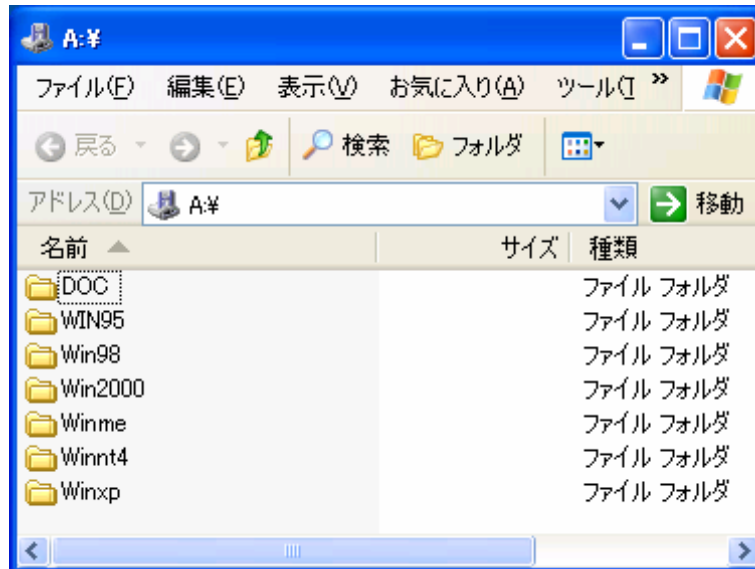 A:¥
ファイル(F) 編集(E) 表示(V) お気に入り(A) ツール(T »
戻る 検索 フォルダ
アドレス(D) A:¥ 移動
名前 サイズ 種類
DOC ファイル フォルダ
WIN95 ファイル フォルダ
Win98 ファイル フォルダ
Win2000 ファイル フォルダ
Winme ファイル フォルダ
Winnt4 ファイル フォルダ
Winxp ファイル フォルダ